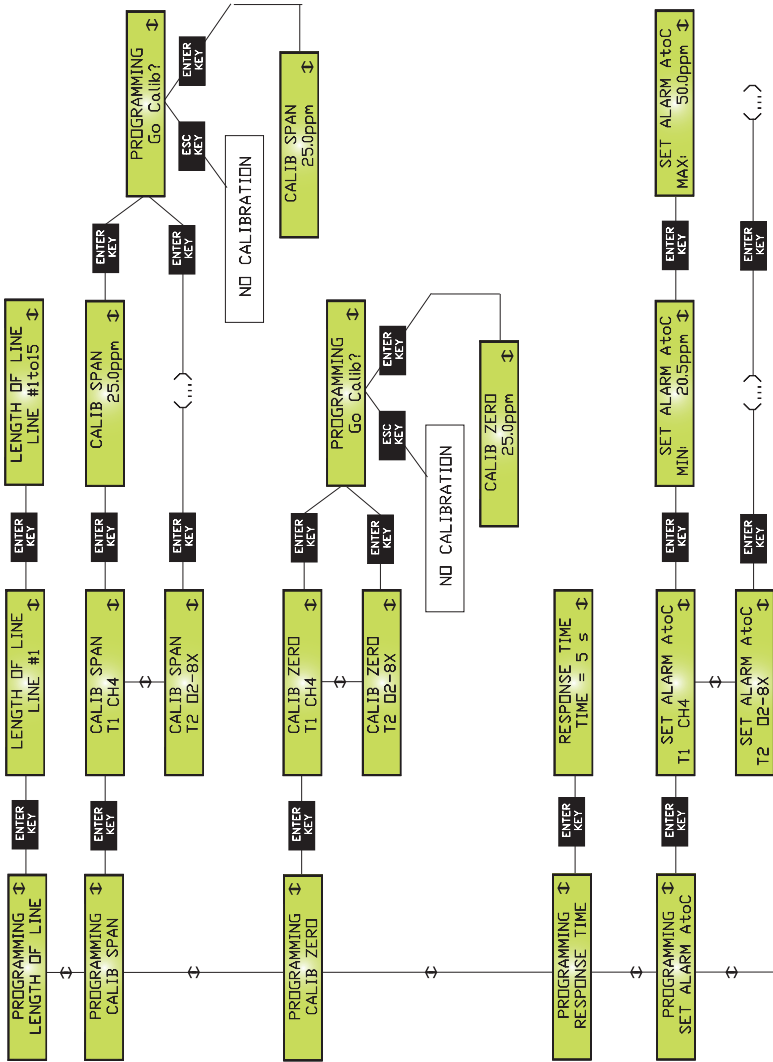 PROGRAMMING
LENGTH OF LINE
ENTER
KEY
LENGTH OF LINE
LINE #1
ENTER
KEY
LENGTH OF LINE
LINE #1to15
PROGRAMMING
CALIB SPAN
ENTER
KEY
CALIB SPAN
T1 CH4
ENTER
KEY
CALIB SPAN
25.0ppm
ENTER
KEY
PROGRAMMING
Go Calib?
CALIB SPAN
T2 O2-8X
ENTER
KEY
(...)
ENTER
KEY
ESC
KEY
ENTER
KEY
NO CALIBRATION
CALIB SPAN
25.0ppm
PROGRAMMING
CALIB ZERO
ENTER
KEY
CALIB ZERO
T1 CH4
ENTER
KEY
PROGRAMMING
Go Calib?
CALIB ZERO
T2 O2-8X
ENTER
KEY
ESC
KEY
ENTER
KEY
NO CALIBRATION
CALIB ZERO
25.0ppm
PROGRAMMING
RESPONSE TIME
ENTER
KEY
RESPONSE TIME
TIME = 5 s
PROGRAMMING
SET ALARM AtoC
ENTER
KEY
SET ALARM AtoC
T1 CH4
ENTER
KEY
SET ALARM AtoC
MIN: 20.5ppm
ENTER
KEY
SET ALARM AtoC
MAX: 50.0ppm
SET ALARM AtoC
T2 O2-8X
ENTER
KEY
(...)
ENTER
KEY
(...)